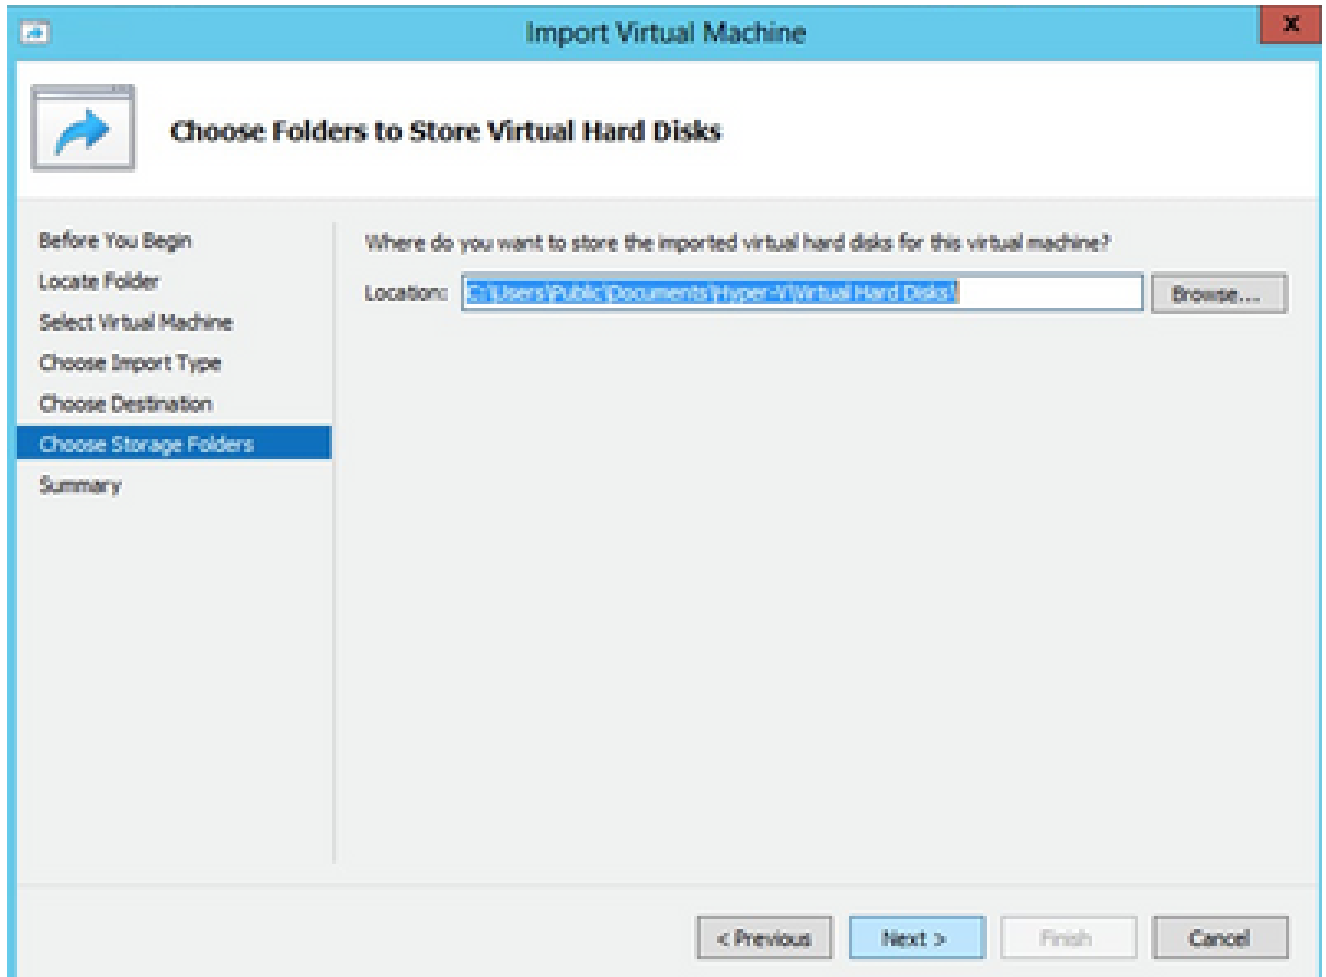 Import Virtual Machine
x
Choose Folders to Store Virtual Hard Disks
Before You Begin
Locate Folder
Select Virtual Machine
Choose Import Type
Choose Destination
Choose Storage Folders
Summary
Where do you want to store the imported virtual hard disks for this virtual machine?
Location: C:\Users\Public\Documents\Hyper-V\Virtual Hard Disks\ Browse...
< Previous Next > Finish Cancel